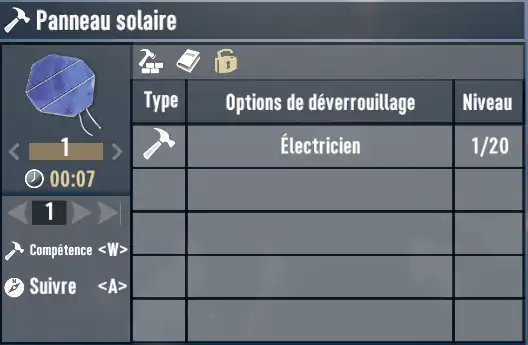 Panneau solaire
1
00:07
1
Compétence <W>
Suivre <A>
Type Options de déverrouillage Niveau
Électricien 1/20